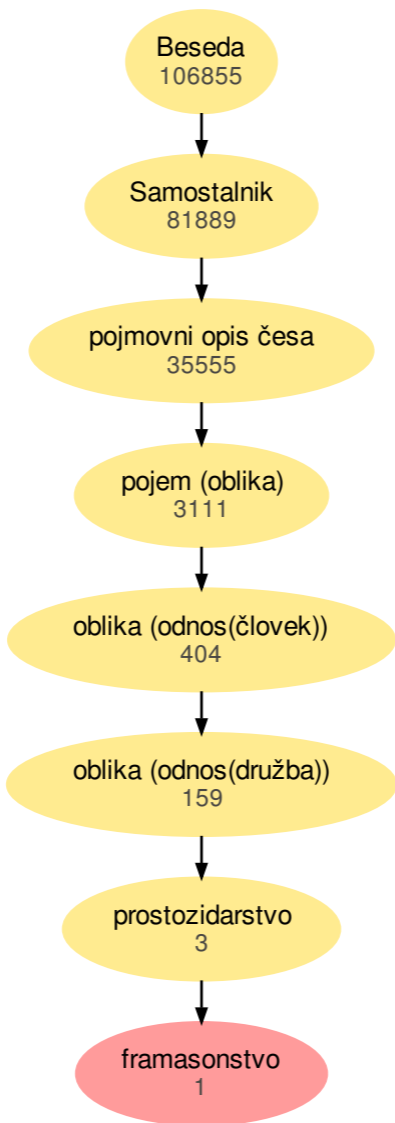 Beseda
106855
Samostalnik
81889
pojmovni opis česa
35555
pojem (oblika)
3111
oblika (odnos(človek))
404
oblika (odnos(družba))
159
prostozidarstvo
3
framasonstvo
1